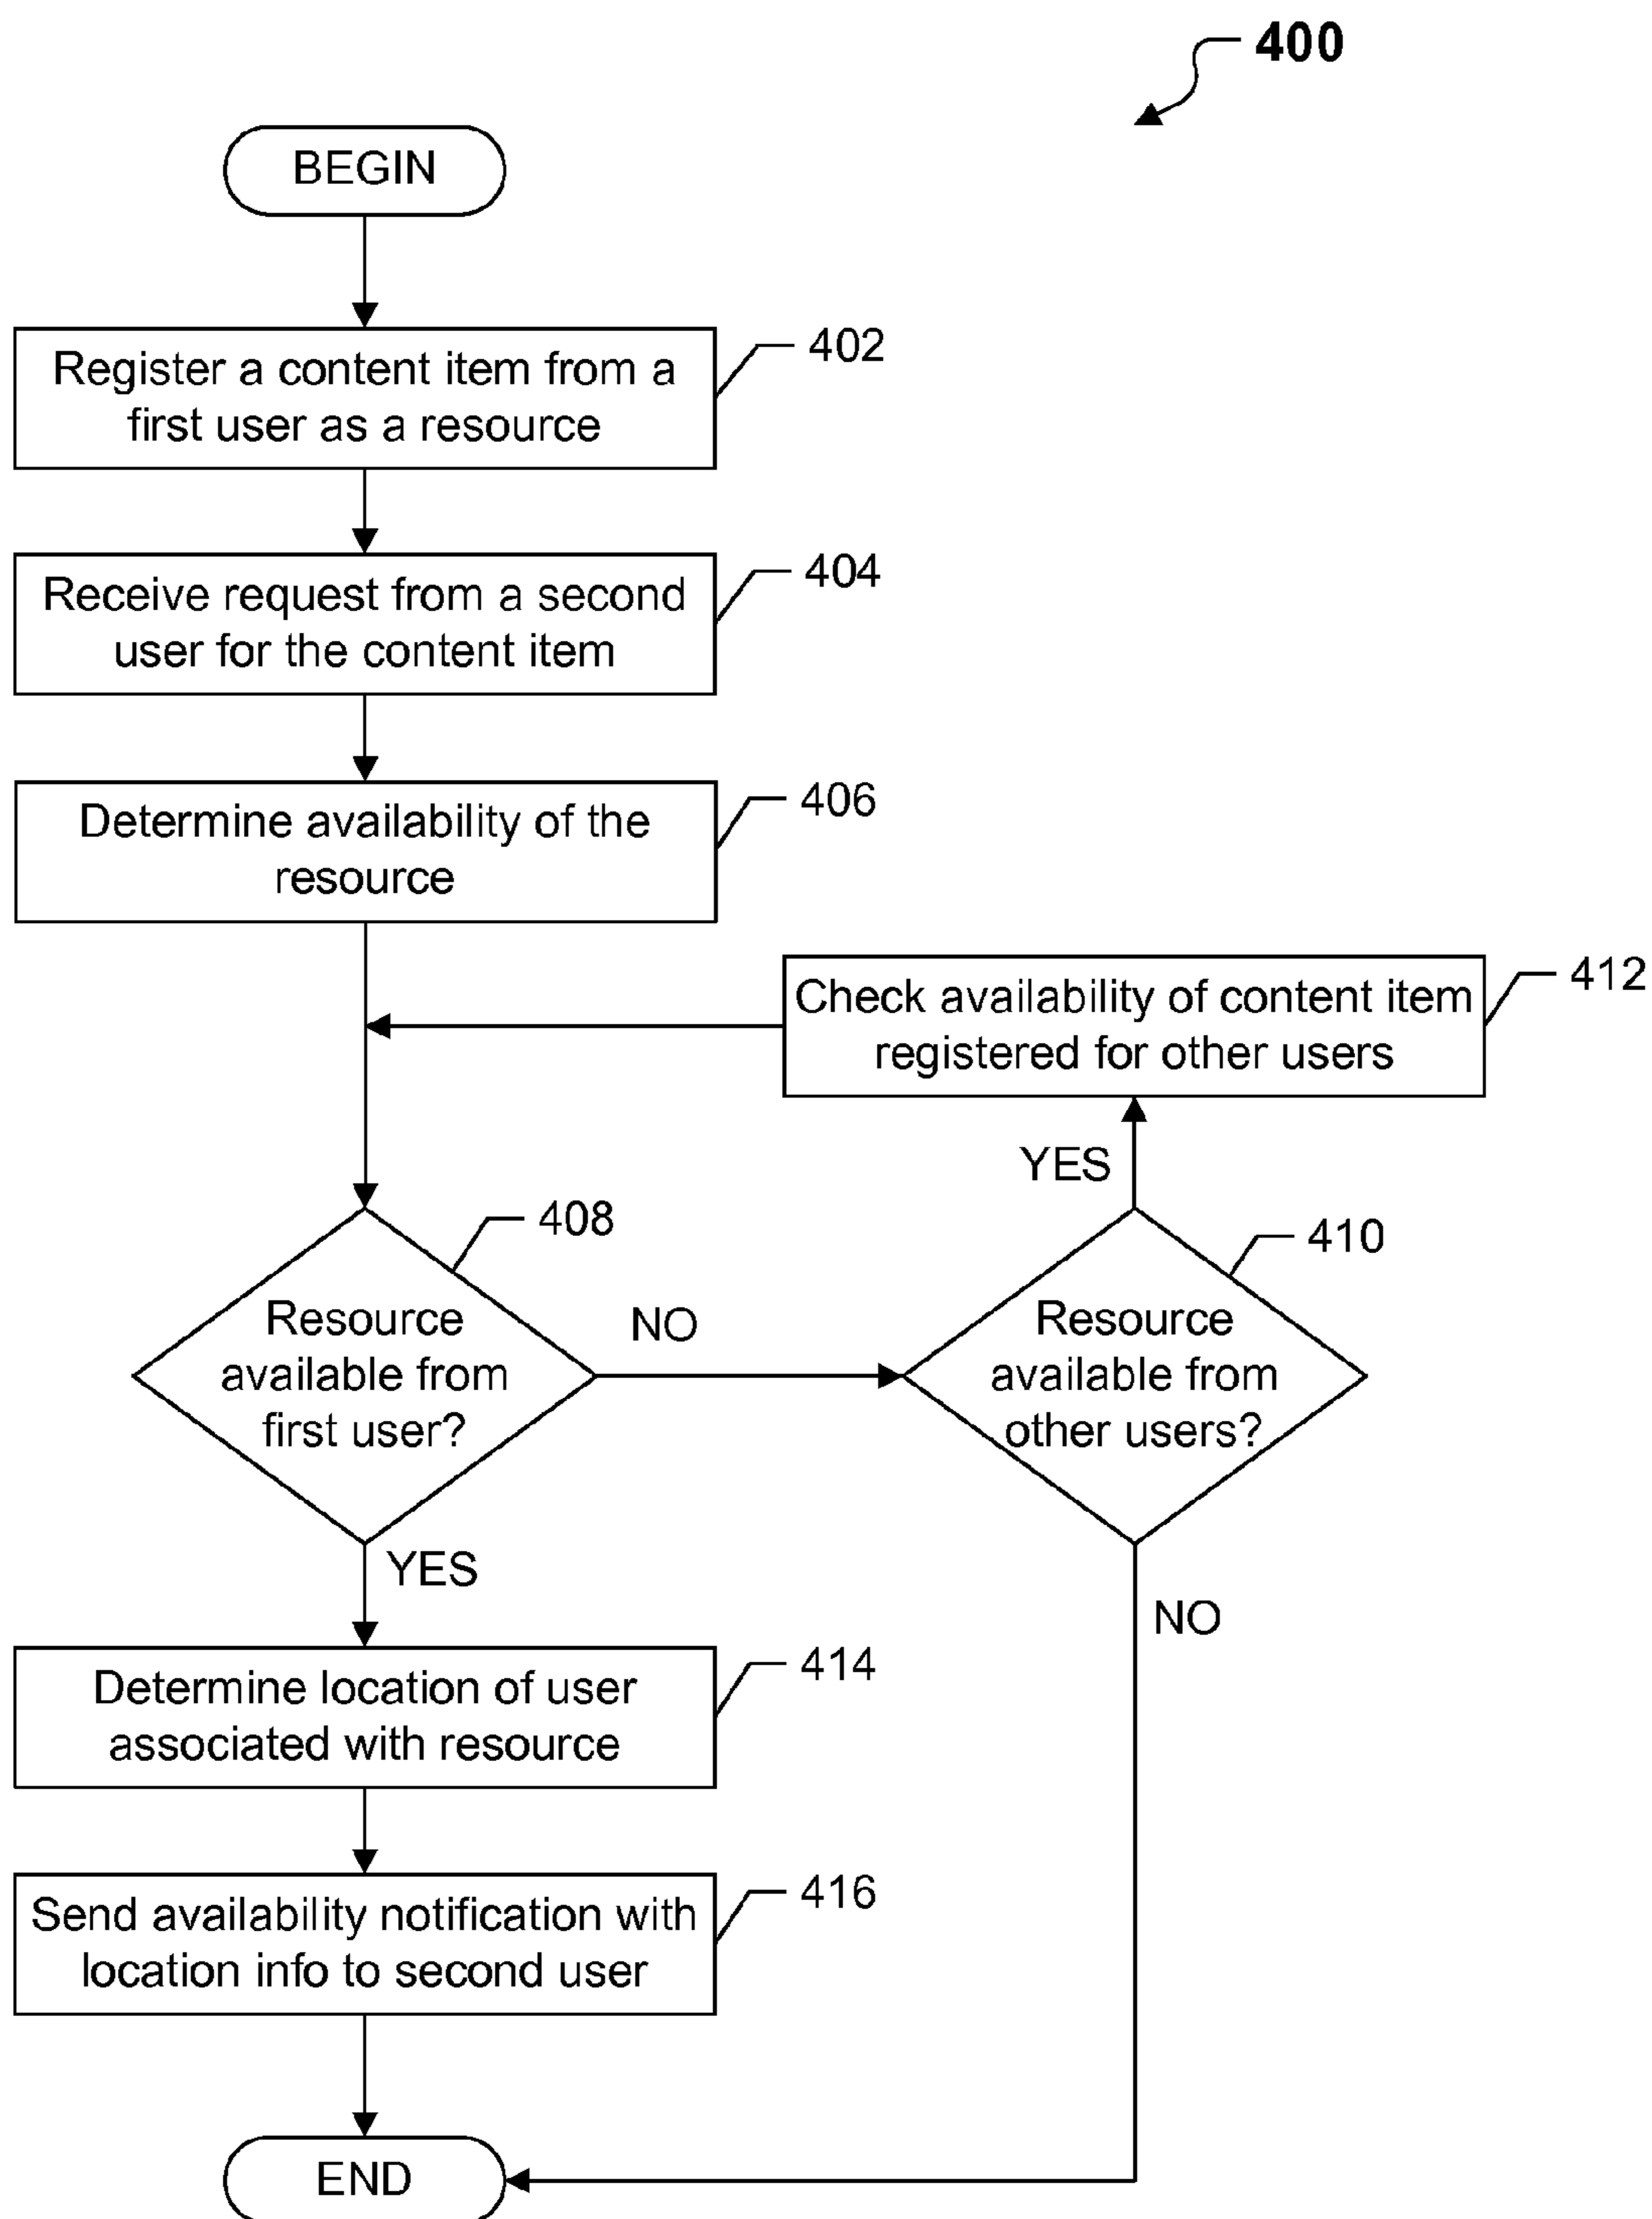 400
BEGIN
Register a content item from a
first user as a resource
402
Receive request from a second
user for the content item
404
Determine availability of the
resource
406
Check availability of content item
registered for other users
412
YES
408
410
Resource
available from
first user?
NO
Resource
available from
other users?
YES
NO
Determine location of user
associated with resource
414
Send availability notification with
location info to second user
416
END